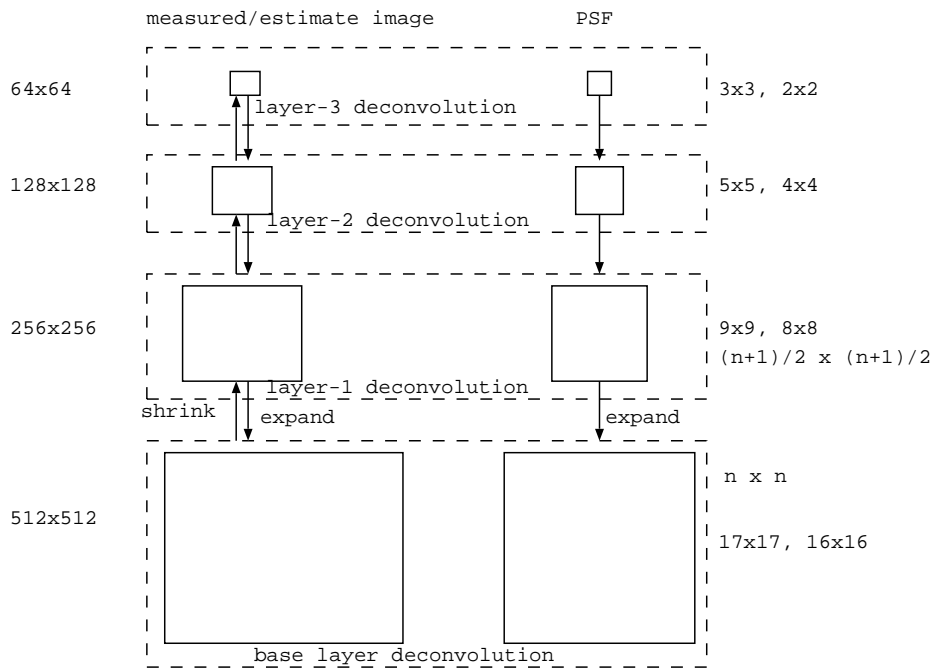 measured/estimate image
PSF
64x64
3x3, 2x2
layer-3 deconvolution
128x128
5x5, 4x4
layer-2 deconvolution
256x256
9x9, 8x8
(n+1)/2 x (n+1)/2
layer-1 deconvolution
shrink
expand
expand
n x n
512x512
17x17, 16x16
base layer deconvolution